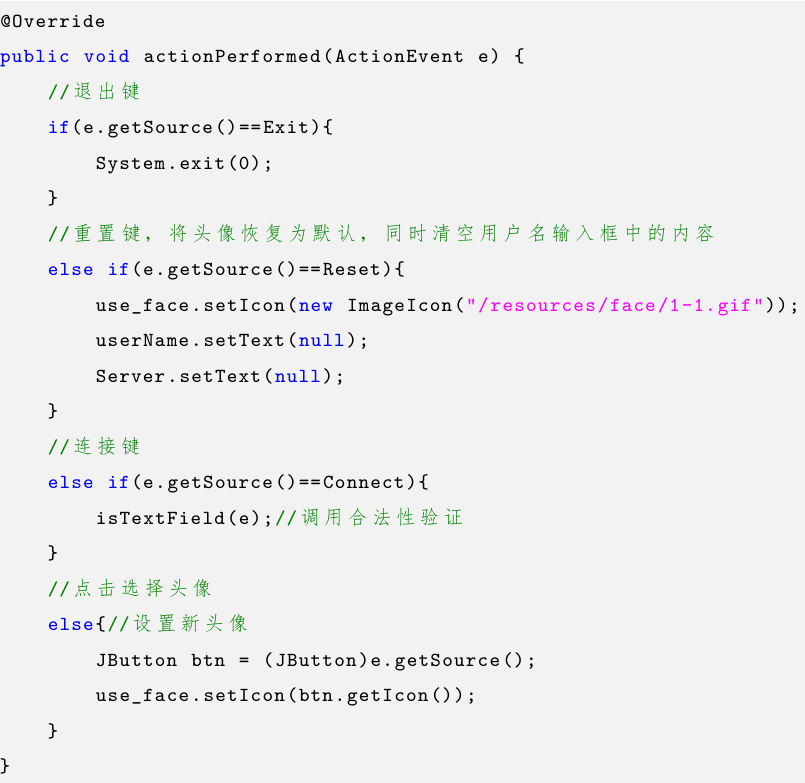 @Override
public void actionPerformed(ActionEvent e) {
    //退出键
    if(e.getSource()==Exit){
        System.exit(0);
    }
    //重置键，将头像恢复为默认，同时清空用户名输入框中的内容
    else if(e.getSource()==Reset){
        use_face.setIcon(new ImageIcon("/resources/face/1-1.gif"));
        userName.setText(null);
        Server.setText(null);
    }
    //连接键
    else if(e.getSource()==Connect){
        isTextField(e);//调用合法性验证
    }
    //点击选择头像
    else{//设置新头像
        JButton btn = (JButton)e.getSource();
        use_face.setIcon(btn.getIcon());
    }
}